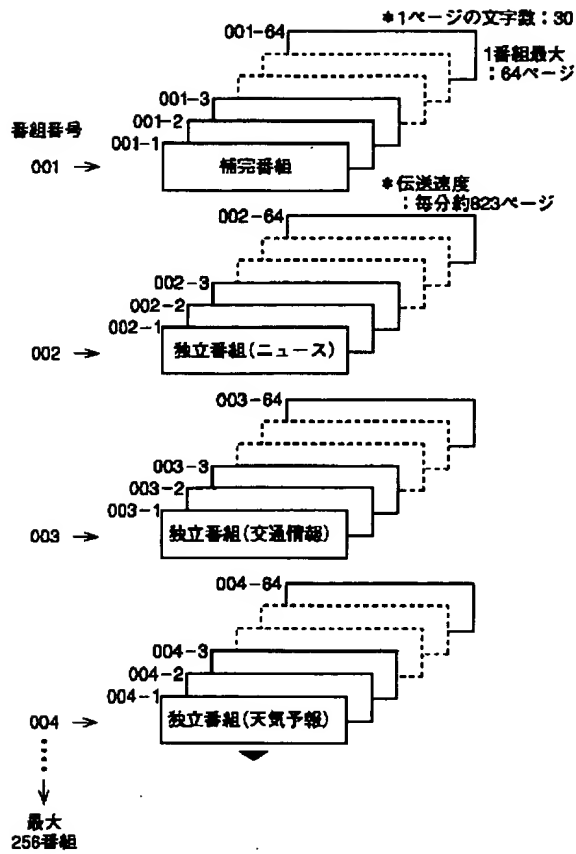 *1ページの文字数:30
001-64
1番組最大
:64ページ
001-3
001-2
番組番号
001-1
001 →
補完番組
*伝送速度
:毎分約823ページ
002-64
002-3
002-2
002-1
002 →
独立番組(ニュース)
003-64
003-3
003-2
003-1
003 →
独立番組(交通情報)
004-64
004-3
004-2
004-1
004 →
独立番組(天気予報)
最大
256番組